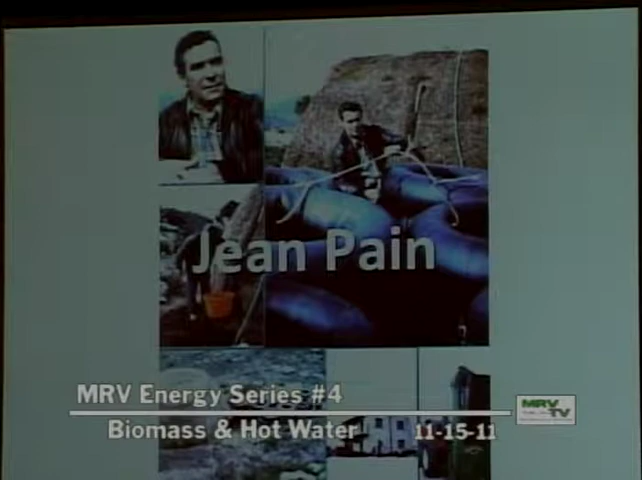 Jean Pain
MRV Energy Series #4
Biomass & Hot Water
11-15-11
MRV
TV